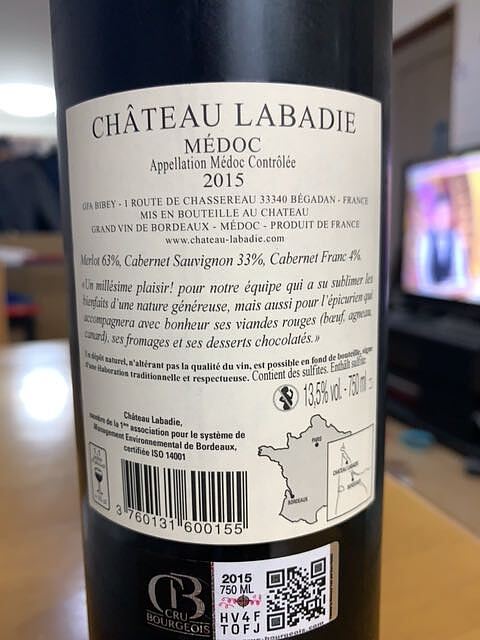 CHÂTEAU LABADIE
MÉDOC
Appellation Médoc Contrôlée
2015
GFA BIBEY - 1 ROUTE DE CHASSEREAU 33340 BÉGADAN - FRANCE
MIS EN BOUTEILLE AU CHATEAU
GRAND VIN DE BORDEAUX - MÉDOC - PRODUIT DE FRANCE
www.chateau-labadie.com
Merlot 63%, Cabernet Sauvignon 33%, Cabernet Franc 4%.
«Un millésime plaisir! pour notre équipe qui a su sublimer les
bienfaits d'une nature généreuse, mais aussi pour l'épicurien qui
accompagnera avec bonheur ses viandes rouges (bœuf, agneau,
canard), ses fromages et ses desserts chocolatés.»
Un dépôt naturel, n'altérant pas la qualité du vin, est possible en fond de bouteille, signe
d'une élaboration traditionnelle et respectueuse. Contient des sulfites. Enthält sulfite.
13,5% vol. - 750 ml
Château Labadie,
membre de la 1ère association pour le système de
Management Environnemental de Bordeaux,
certifiée ISO 14001
PARIS
CHATEAU LABADIE
BORDEAUX
BORDEAUX
3 760131 600155
CB
CRU
BOURGEOIS
2015
750 ML
HV4F
TOFJ